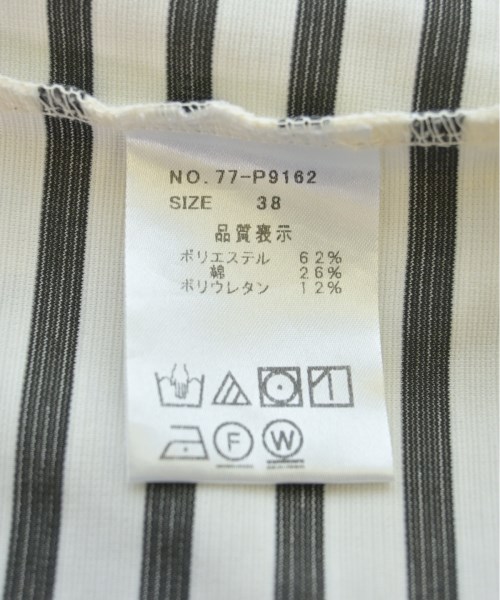 NO. 77-P9162
SIZE 38
品質表示
ポリエステル 62%
綿 26%
ポリウレタン 12%
F W